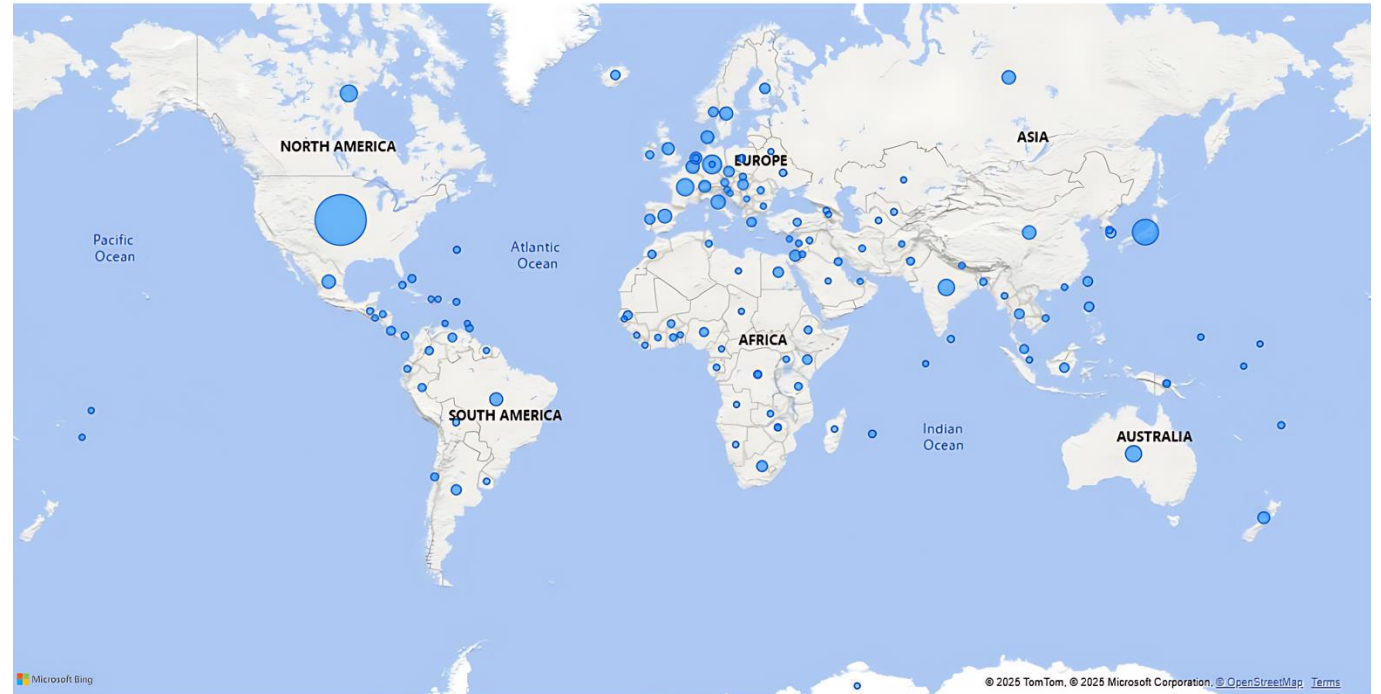 ASIA
NORTH AMERICA
EUROPE
Pacific
Ocean
Atlantic
Ocean
AFRICA
SOUTH AMERICA
Indian
Ocean
AUSTRALIA
Microsoft Bing
© 2025 TomTom, © 2025 Microsoft Corporation, © OpenStreetMap Terms